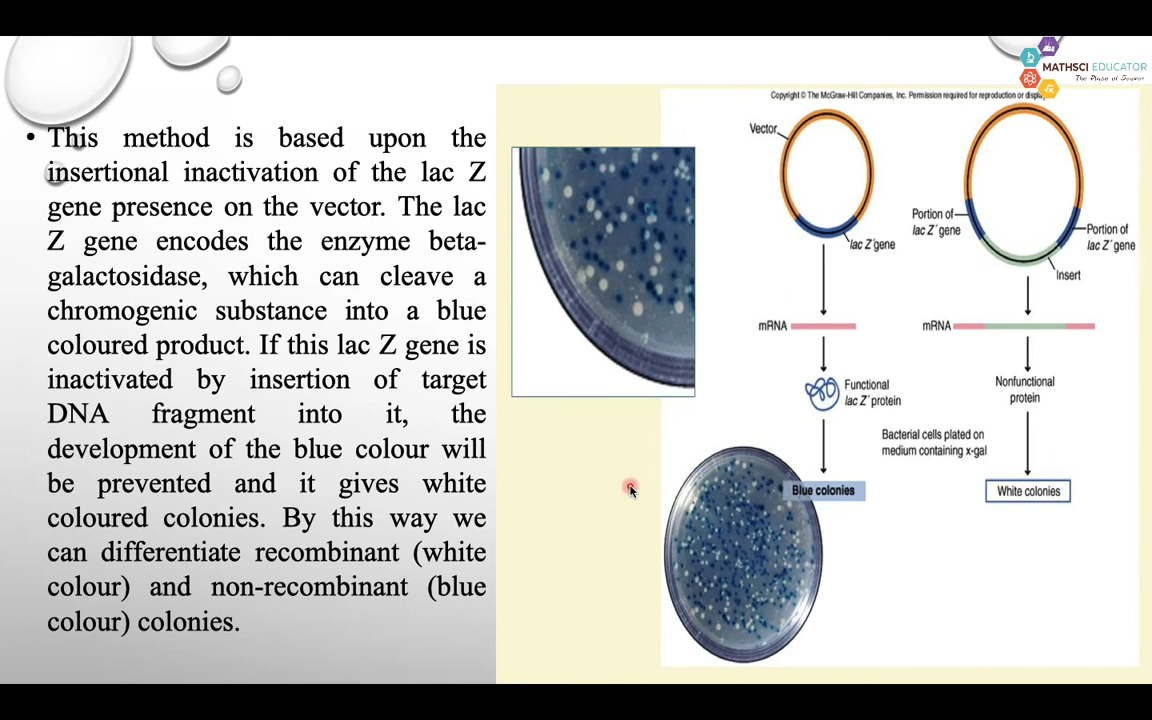 MATHSCI EDUCATOR
• This method is based upon the
insertional inactivation of the lac Z
gene presence on the vector. The lac
Z gene encodes the enzyme beta-
galactosidase, which can cleave a
chromogenic substance into a blue
coloured product. If this lac Z gene is
inactivated by insertion of target
DNA fragment into it, the
development of the blue colour will
be prevented and it gives white
coloured colonies. By this way we
can differentiate recombinant (white
colour) and non-recombinant (blue
colour) colonies.
Copyright © The McGraw-Hill Companies, Inc. Permission required for reproduction or
Vector
lac Z′gene
mRNA
Functional
lac Z′ protein
Blue colonies
Portion of
lac Z′ gene
Portion of
lac Z′ gene
Insert
mRNA
Nonfunctional
protein
Bacterial cells plated on
medium containing x-gal
White colonies